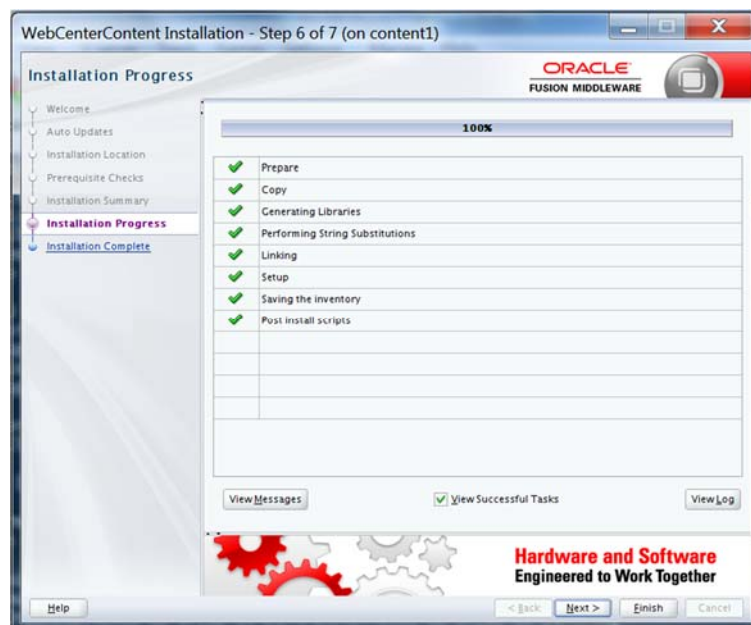 WebCenterContent Installation - Step 6 of 7 (on content1)
Installation Progress
ORACLE
FUSION MIDDLEWARE
Welcome
Auto Updates
Installation Location
Prerequisite Checks
Installation Summary
Installation Progress
Installation Complete
100%
Prepare
Copy
Generating Libraries
Performing String Substitutions
Linking
Setup
Saving the inventory
Post install scripts
View Messages
View Successful Tasks
View Log
Hardware and Software
Engineered to Work Together
Help
< Back
Next >
Finish
Cancel